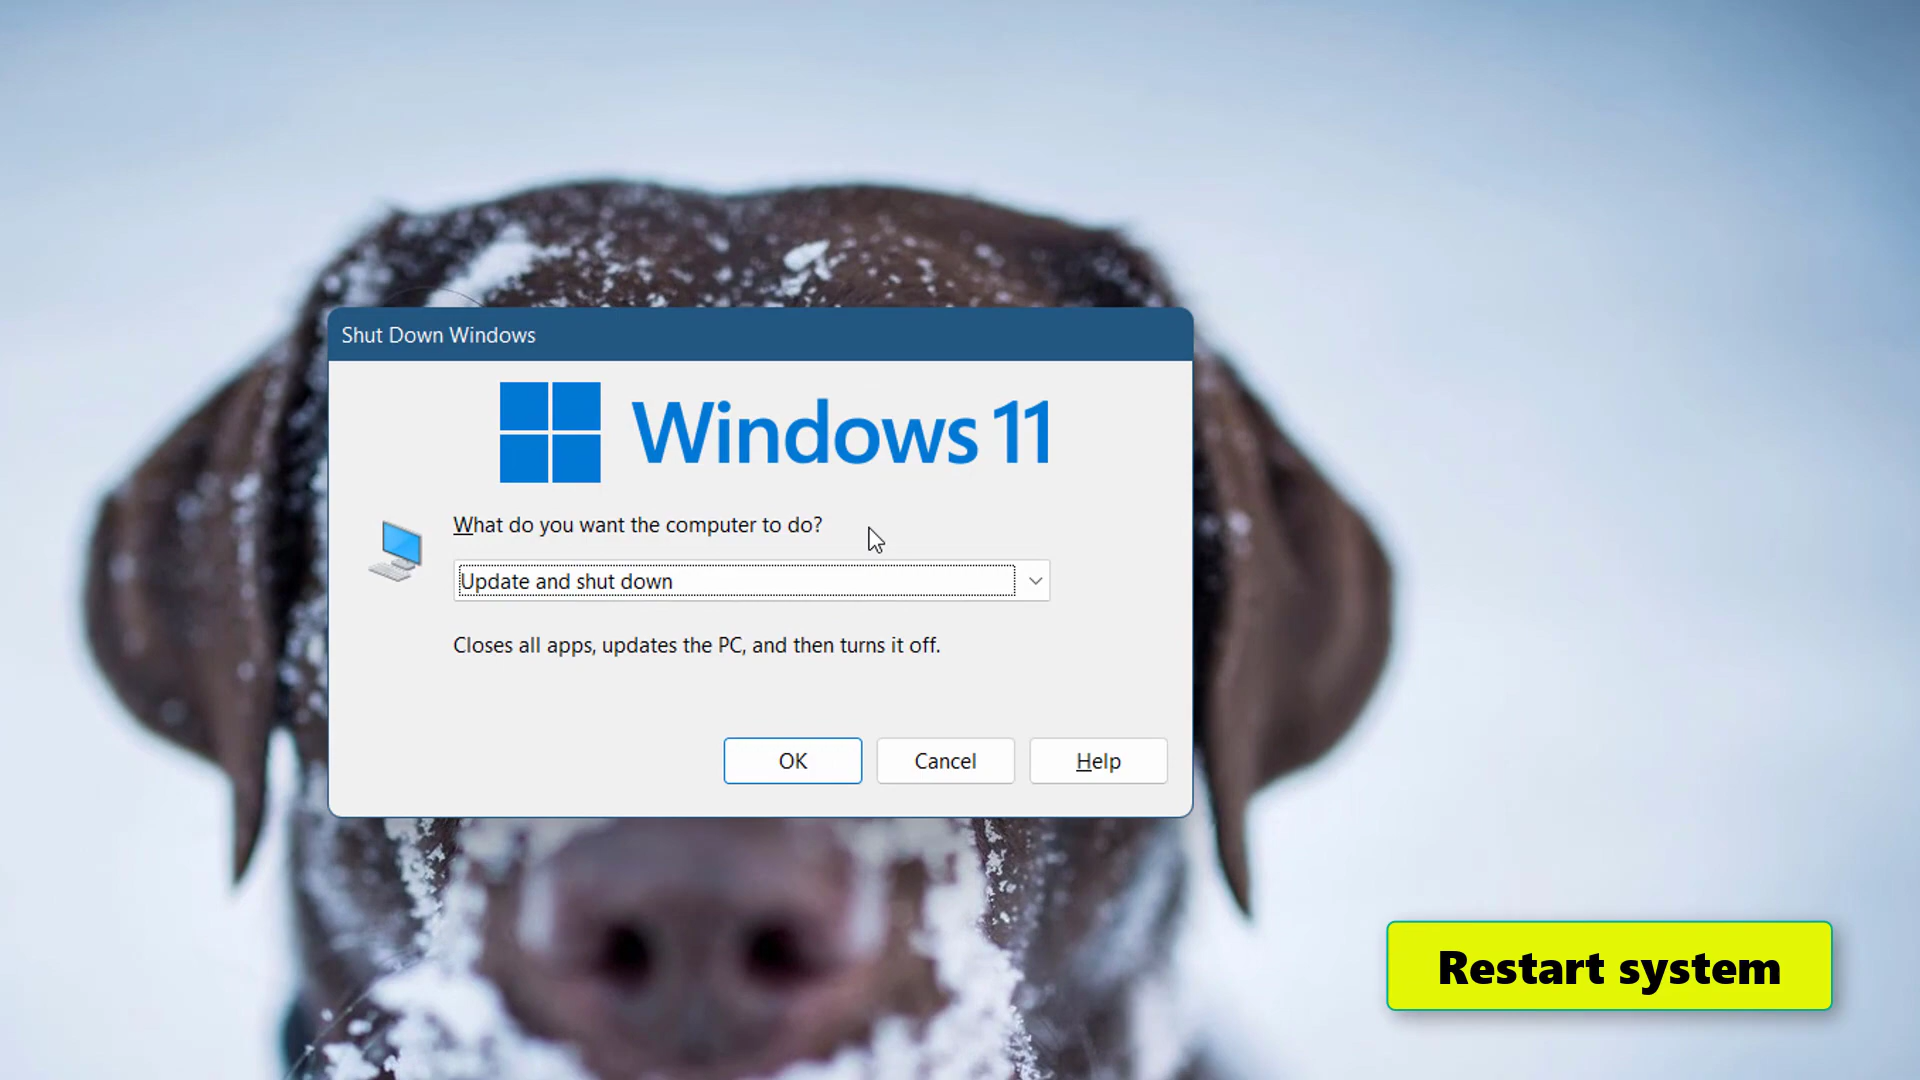 Shut Down Windows
Windows 11
What do you want the computer to do?
Update and shut down
Closes all apps, updates the PC, and then turns it off.
OK
Cancel
Help
Restart system